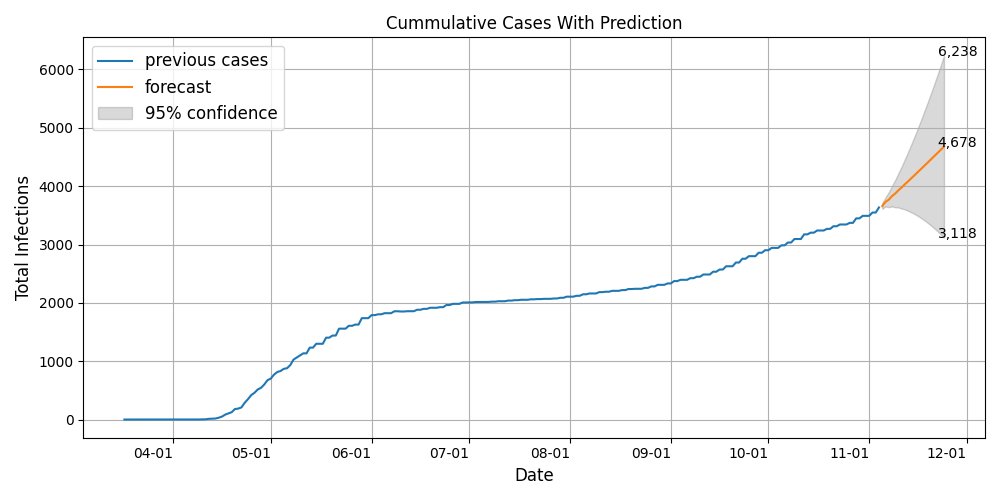 Cummulative Cases With Prediction
previous cases
forecast
95% confidence
6,238
4,678
3,118
Total Infections
6000
5000
4000
3000
2000
1000
0
04-01 05-01 06-01 07-01 08-01 09-01 10-01 11-01 12-01
Date